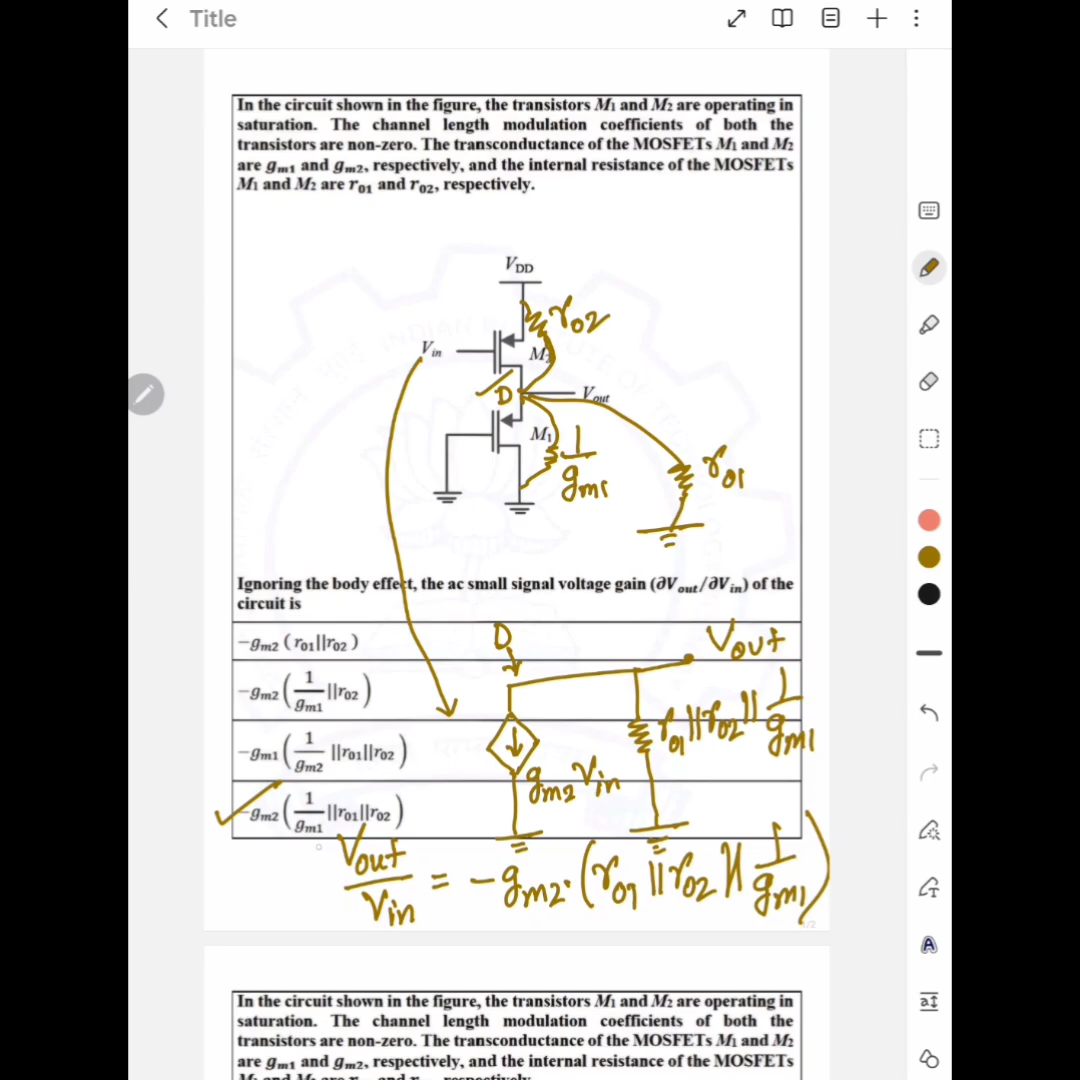 Title
In the circuit shown in the figure, the transistors M1 and M2 are operating in
saturation. The channel length modulation coefficients of both the
transistors are non-zero. The transconductance of the MOSFETs M1 and M2
are gm1 and gm2, respectively, and the internal resistance of the MOSFETs
M1 and M2 are r01 and r02, respectively.
VDD
r02
Vin
M2
D
Vout
M1
1/gm1
r01
Ignoring the body effect, the ac small signal voltage gain (∂Vout/∂Vin) of the
circuit is
−gm2 (r01||r02)
D
Vout
−gm2 (1/gm1 ||r02)
r01||r02||1/gm1
−gm1 (1/gm2 ||r01||r02)
gm2 Vin
−gm2 (1/gm1 ||r01||r02)
Vout/Vin = −gm2·(r01||r02||1/gm1)
1/2
In the circuit shown in the figure, the transistors M1 and M2 are operating in
saturation. The channel length modulation coefficients of both the
transistors are non-zero. The transconductance of the MOSFETs M1 and M2
are gm1 and gm2, respectively, and the internal resistance of the MOSFETs